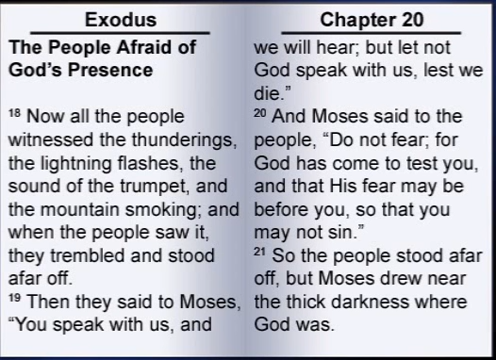 Exodus
The People Afraid of
God's Presence
18 Now all the people
witnessed the thunderings,
the lightning flashes, the
sound of the trumpet, and
the mountain smoking; and
when the people saw it,
they trembled and stood
afar off.
19 Then they said to Moses,
“You speak with us, and
Chapter 20
we will hear; but let not
God speak with us, lest we
die.”
20 And Moses said to the
people, “Do not fear; for
God has come to test you,
and that His fear may be
before you, so that you
may not sin.”
21 So the people stood afar
off, but Moses drew near
the thick darkness where
God was.